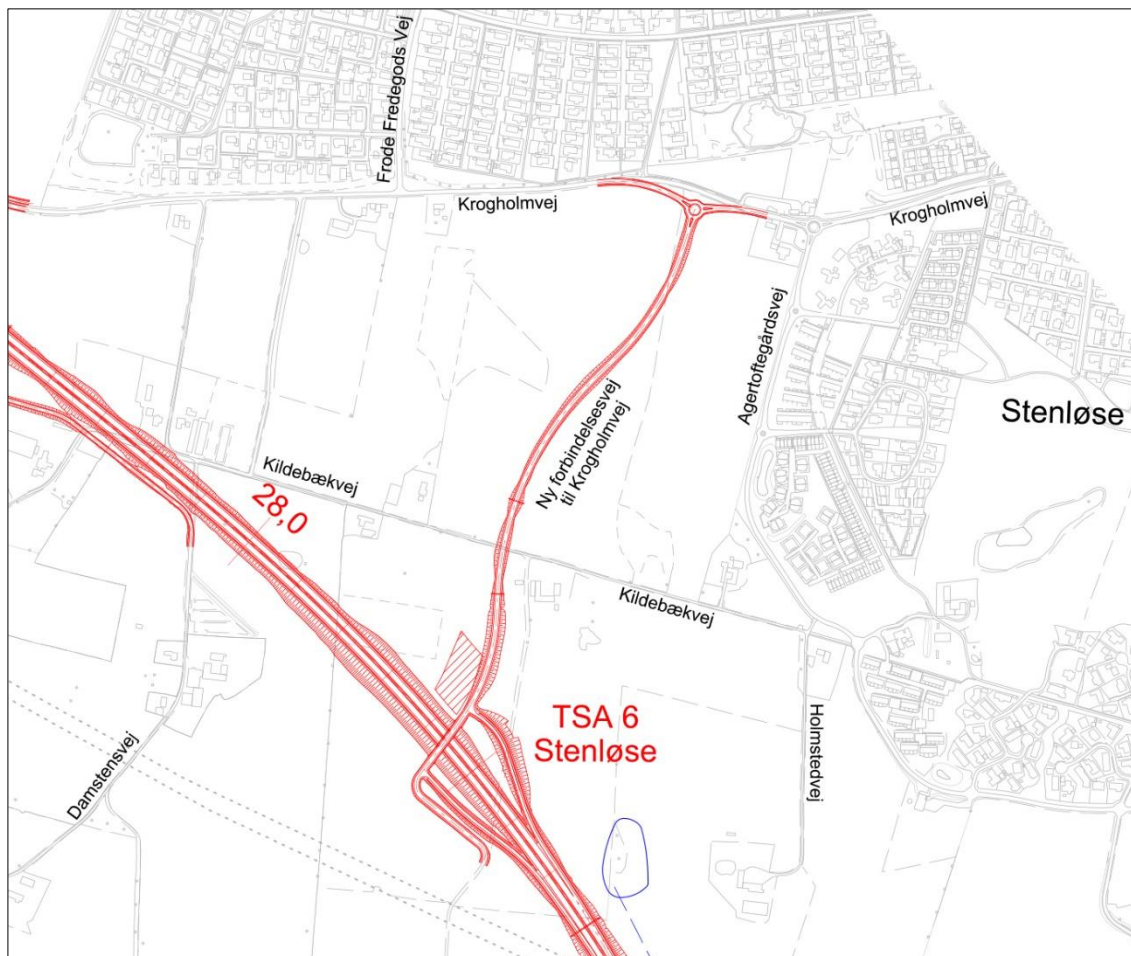 Frode Fredegods Vej
Krogholmvej
Krogholmvej
Agertoftegårdsvej
Stenløse
Ny forbindelsesvej
til Krogholmvej
Kildebækvej
28,0
Kildebækvej
TSA 6
Stenløse
Holmstedvej
Damstensvej